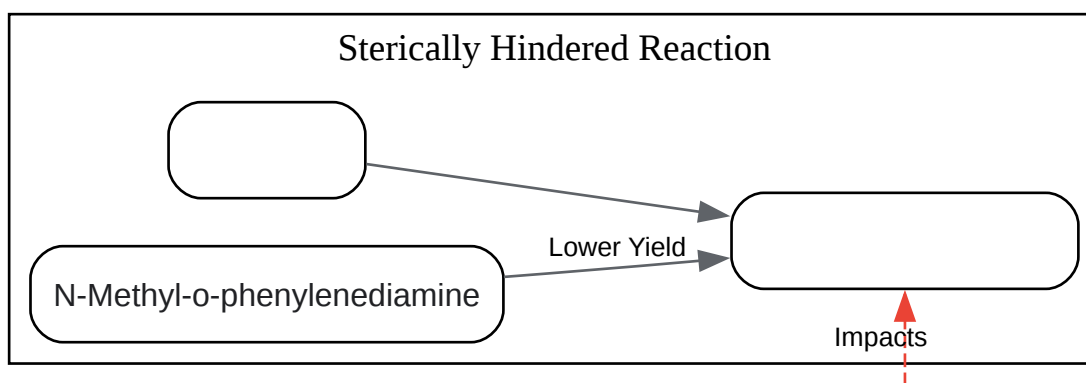 Sterically Hindered Reaction
Lower Yield
N-Methyl-o-phenylenediamine
Impacts